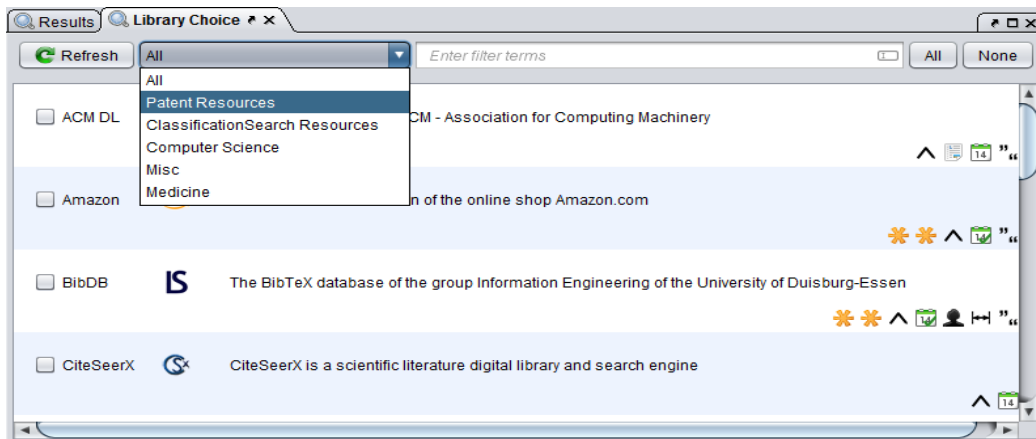 Results Library Choice
Refresh All Enter filter terms All None
All
Patent Resources
ClassificationSearch Resources
Computer Science
Misc
Medicine
ACM DL CM - Association for Computing Machinery
14
Amazon n of the online shop Amazon.com
BibDB IS The BibTeX database of the group Information Engineering of the University of Duisburg-Essen
CiteSeerX CSx CiteSeerX is a scientific literature digital library and search engine
14